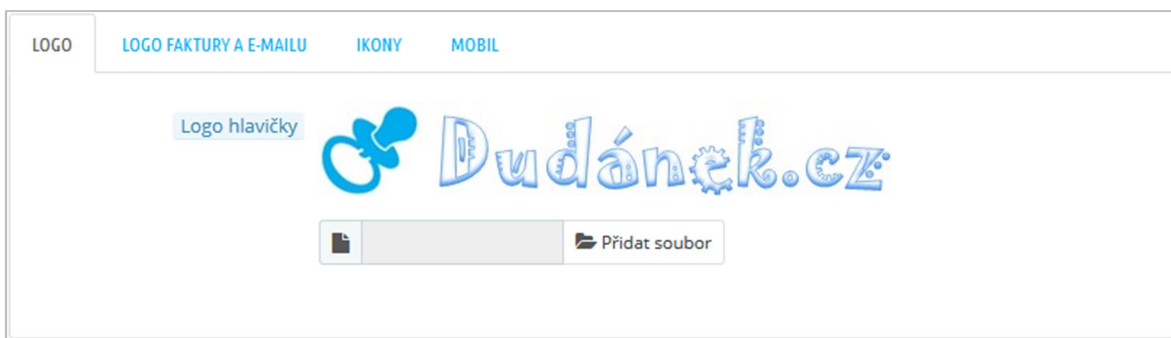 LOGO LOGO FAKTURY A E-MAILU IKONY MOBIL
Logo hlavičky
Dudánek.cz
Přidat soubor